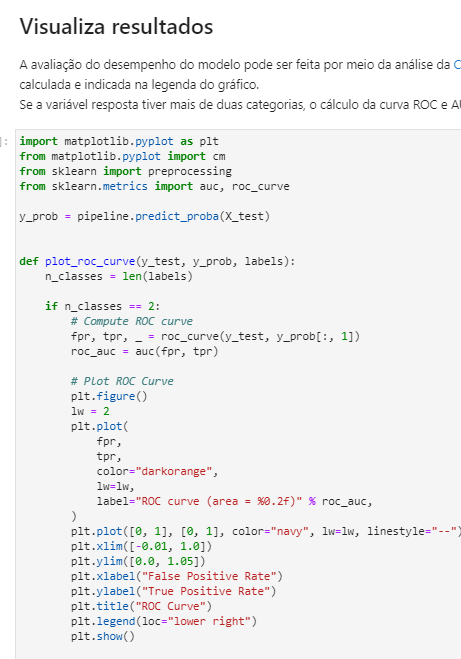 Visualiza resultados
A avaliação do desempenho do modelo pode ser feita por meio da análise da C
calculada e indicada na legenda do gráfico.
Se a variável resposta tiver mais de duas categorias, o cálculo da curva ROC e AU
]:
import matplotlib.pyplot as plt
from matplotlib.pyplot import cm
from sklearn import preprocessing
from sklearn.metrics import auc, roc_curve

y_prob = pipeline.predict_proba(X_test)


def plot_roc_curve(y_test, y_prob, labels):
    n_classes = len(labels)

    if n_classes == 2:
        # Compute ROC curve
        fpr, tpr, _ = roc_curve(y_test, y_prob[:, 1])
        roc_auc = auc(fpr, tpr)

        # Plot ROC Curve
        plt.figure()
        lw = 2
        plt.plot(
            fpr,
            tpr,
            color="darkorange",
            lw=lw,
            label="ROC curve (area = %0.2f)" % roc_auc,
        )
        plt.plot([0, 1], [0, 1], color="navy", lw=lw, linestyle="--")
        plt.xlim([-0.01, 1.0])
        plt.ylim([0.0, 1.05])
        plt.xlabel("False Positive Rate")
        plt.ylabel("True Positive Rate")
        plt.title("ROC Curve")
        plt.legend(loc="lower right")
        plt.show()